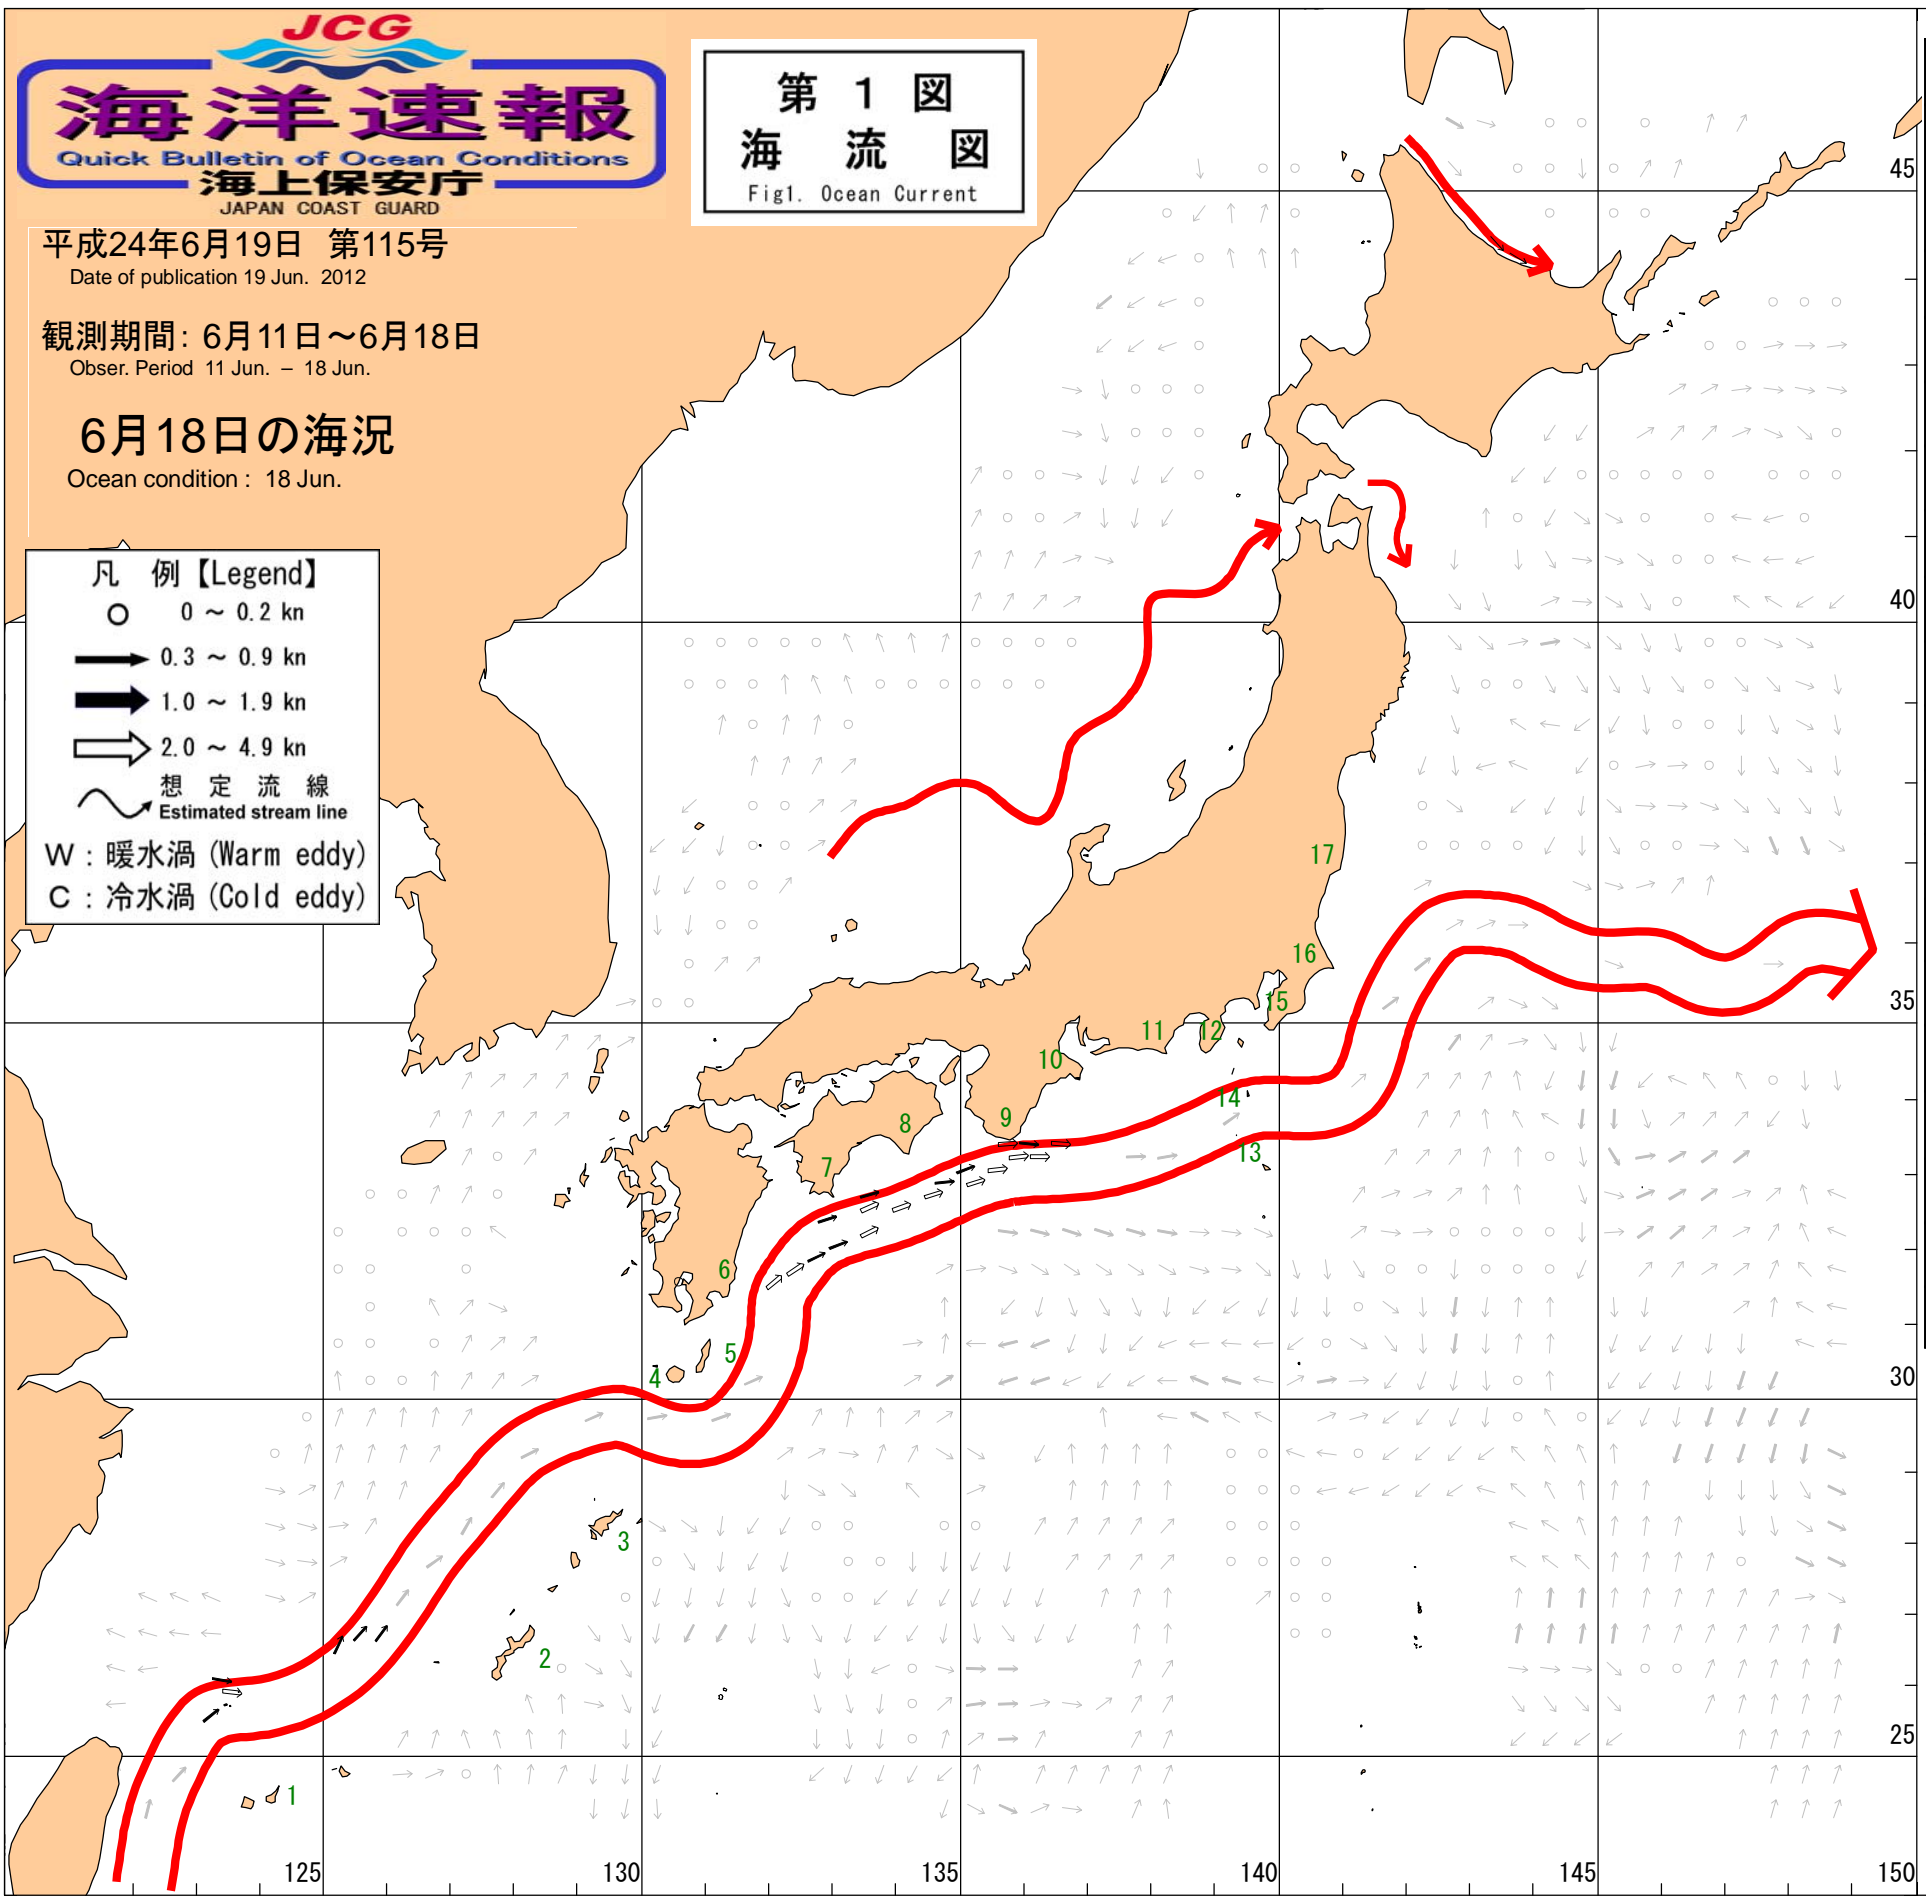 JCG
海洋速報
Quick Bulletin of Ocean Conditions
海上保安庁
JAPAN COAST GUARD
第 1 図
海 流 図
Fig1. Ocean Current
平成24年6月19日 第115号
Date of publication 19 Jun. 2012
観測期間: 6月11日～6月18日
Obser. Period 11 Jun. – 18 Jun.
6月18日の海況
Ocean condition : 18 Jun.
凡 例【Legend】
0 ～ 0.2 kn
0.3 ～ 0.9 kn
1.0 ～ 1.9 kn
2.0 ～ 4.9 kn
想 定 流 線
Estimated stream line
W : 暖水渦 (Warm eddy)
C : 冷水渦 (Cold eddy)
45
40
17
16
15
35
11
12
10
14
8
9
13
7
6
5
4
30
3
2
25
1
125
130
135
140
145
150